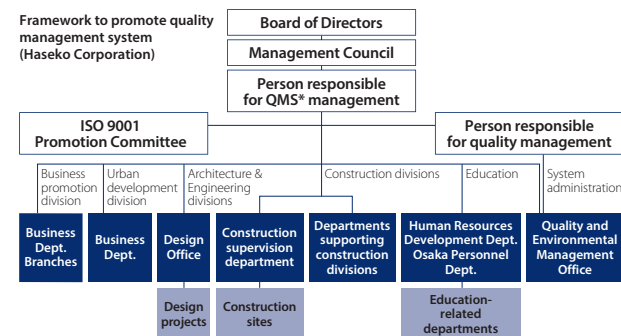 Framework to promote quality
management system
(Haseko Corporation)
Board of Directors
Management Council
Person responsible
for QMS* management
ISO 9001
Promotion Committee
Person responsible
for quality management
Business
promotion
division
Urban
development
division
Architecture &
Engineering
divisions
Construction divisions
Education
System
administration
Business
Dept.
Branches
Business
Dept.
Design
Office
Construction
supervision
department
Departments
supporting
construction
divisions
Human Resources
Development Dept.
Osaka Personnel
Dept.
Quality and
Environmental
Management
Office
Design
projects
Construction
sites
Education-
related
departments